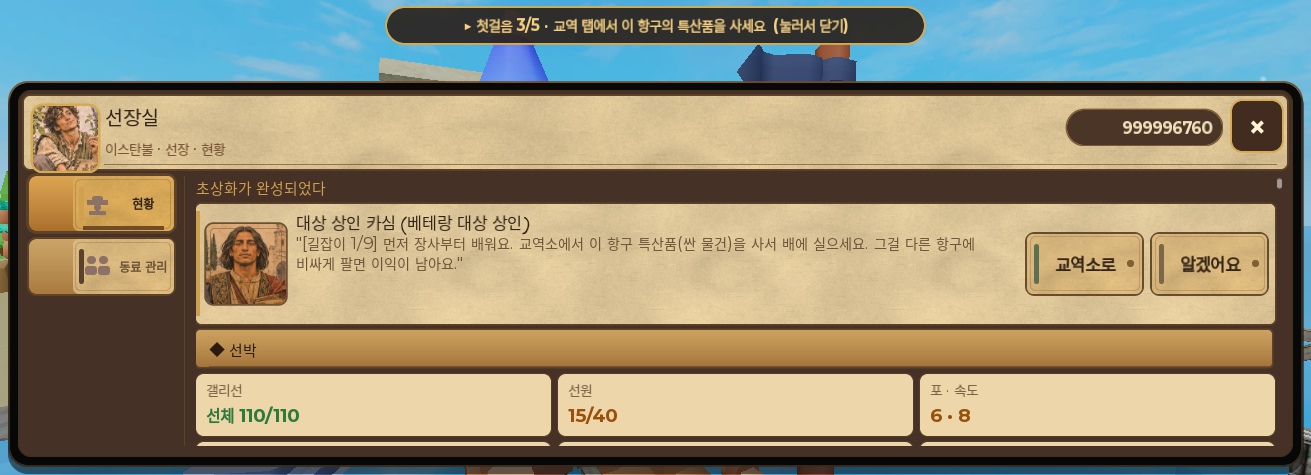 ▸ 첫걸음 3/5 · 교역 탭에서 이 항구의 특산품을 사세요 (눌러서 닫기)
선장실
이스탄불 · 선장 · 현황
999996760
×
현황
동료 관리
초상화가 완성되었다
대상 상인 카심 (베테랑 대상 상인)
"[길잡이 1/9] 먼저 장사부터 배워요. 교역소에서 이 항구 특산품(싼 물건)을 사서 배에 실으세요. 그걸 다른 항구에
비싸게 팔면 이익이 남아요."
교역소로
알겠어요
◆ 선박
갤리선
선체 110/110
선원
15/40
포 · 속도
6 · 8